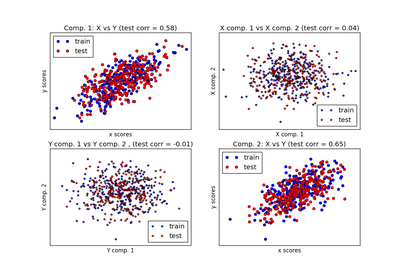 Comp. 1: X vs Y (test corr = 0.58)
train
test
y scores
x scores
X comp. 1 vs X comp. 2 (test corr = 0.04)
X comp. 2
train
test
X comp. 1
Y comp. 1 vs Y comp. 2 , (test corr = -0.01)
Y comp. 2
train
test
Y comp. 1
Comp. 2: X vs Y (test corr = 0.65)
train
test
y scores
x scores